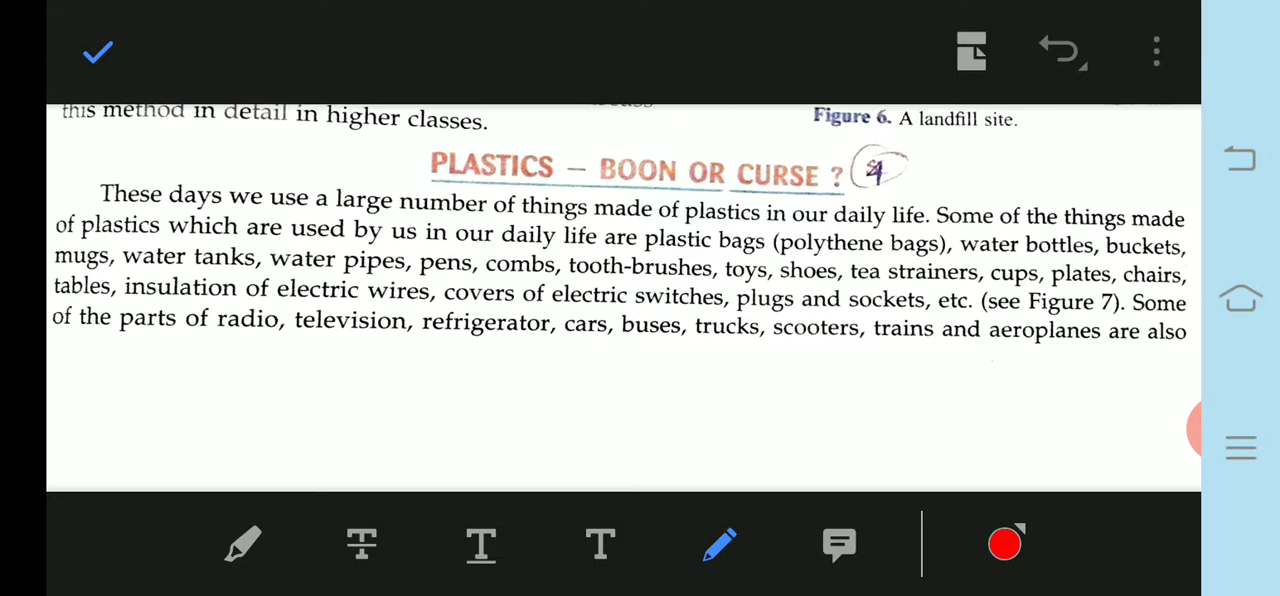 this method in detail in higher classes.
Figure 6. A landfill site.
PLASTICS – BOON OR CURSE ?
These days we use a large number of things made of plastics in our daily life. Some of the things made
of plastics which are used by us in our daily life are plastic bags (polythene bags), water bottles, buckets,
mugs, water tanks, water pipes, pens, combs, tooth-brushes, toys, shoes, tea strainers, cups, plates, chairs,
tables, insulation of electric wires, covers of electric switches, plugs and sockets, etc. (see Figure 7). Some
of the parts of radio, television, refrigerator, cars, buses, trucks, scooters, trains and aeroplanes are also